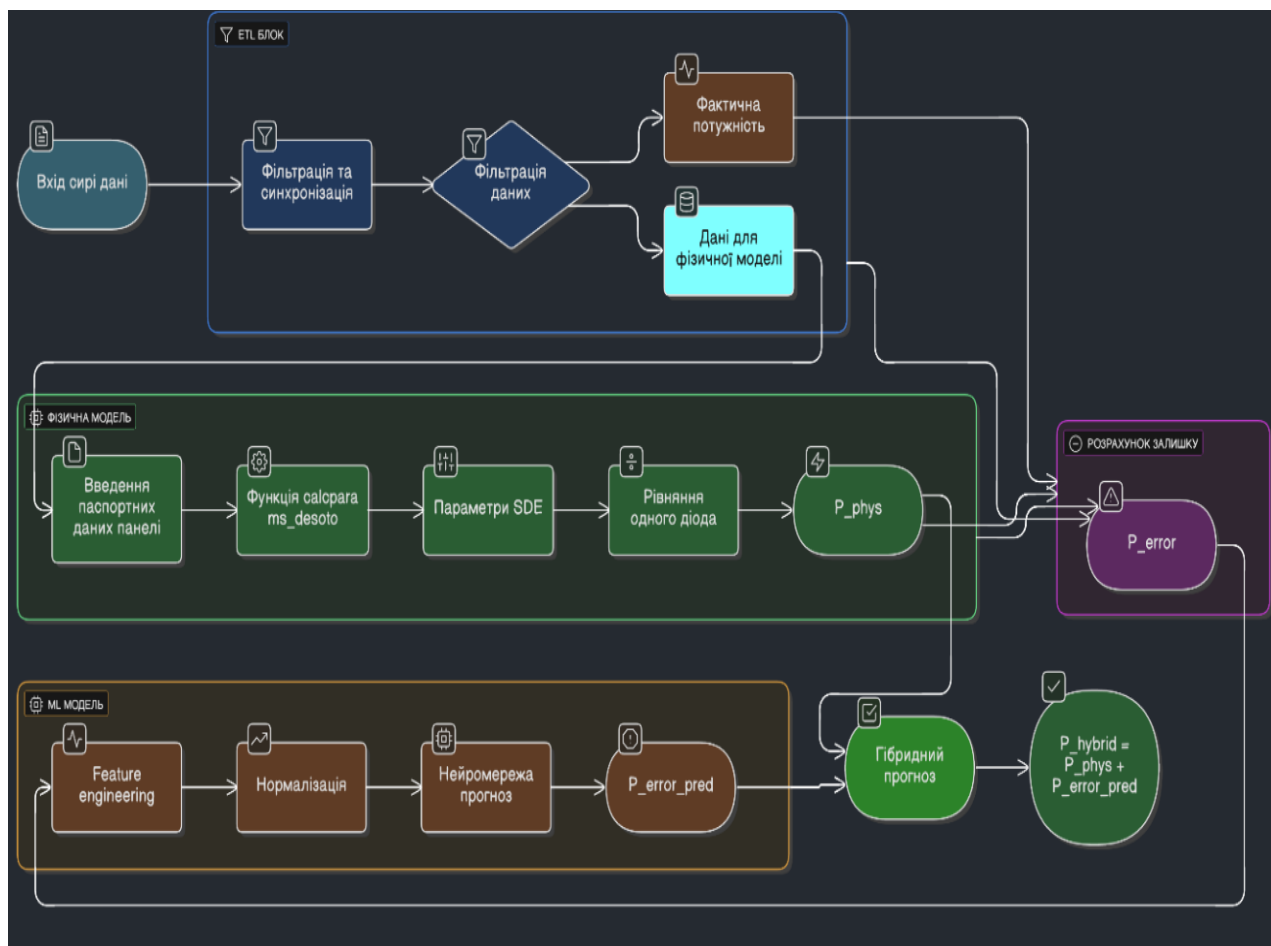 ETL БЛОК
Вхід сирі дані
Фільтрація та
синхронізація
Фільтрація
даних
Фактична
потужність
Дані для
фізичної моделі
ФІЗИЧНА МОДЕЛЬ
Введення
паспортних
даних панелі
Функція calcpara
ms_desoto
Параметри SDE
Рівняння
одного діода
P_phys
РОЗРАХУНОК ЗАЛИШКУ
P_error
ML МОДЕЛЬ
Feature
engineering
Нормалізація
Нейромережа
прогноз
P_error_pred
Гібридний
прогноз
P_hybrid =
P_phys +
P_error_pred